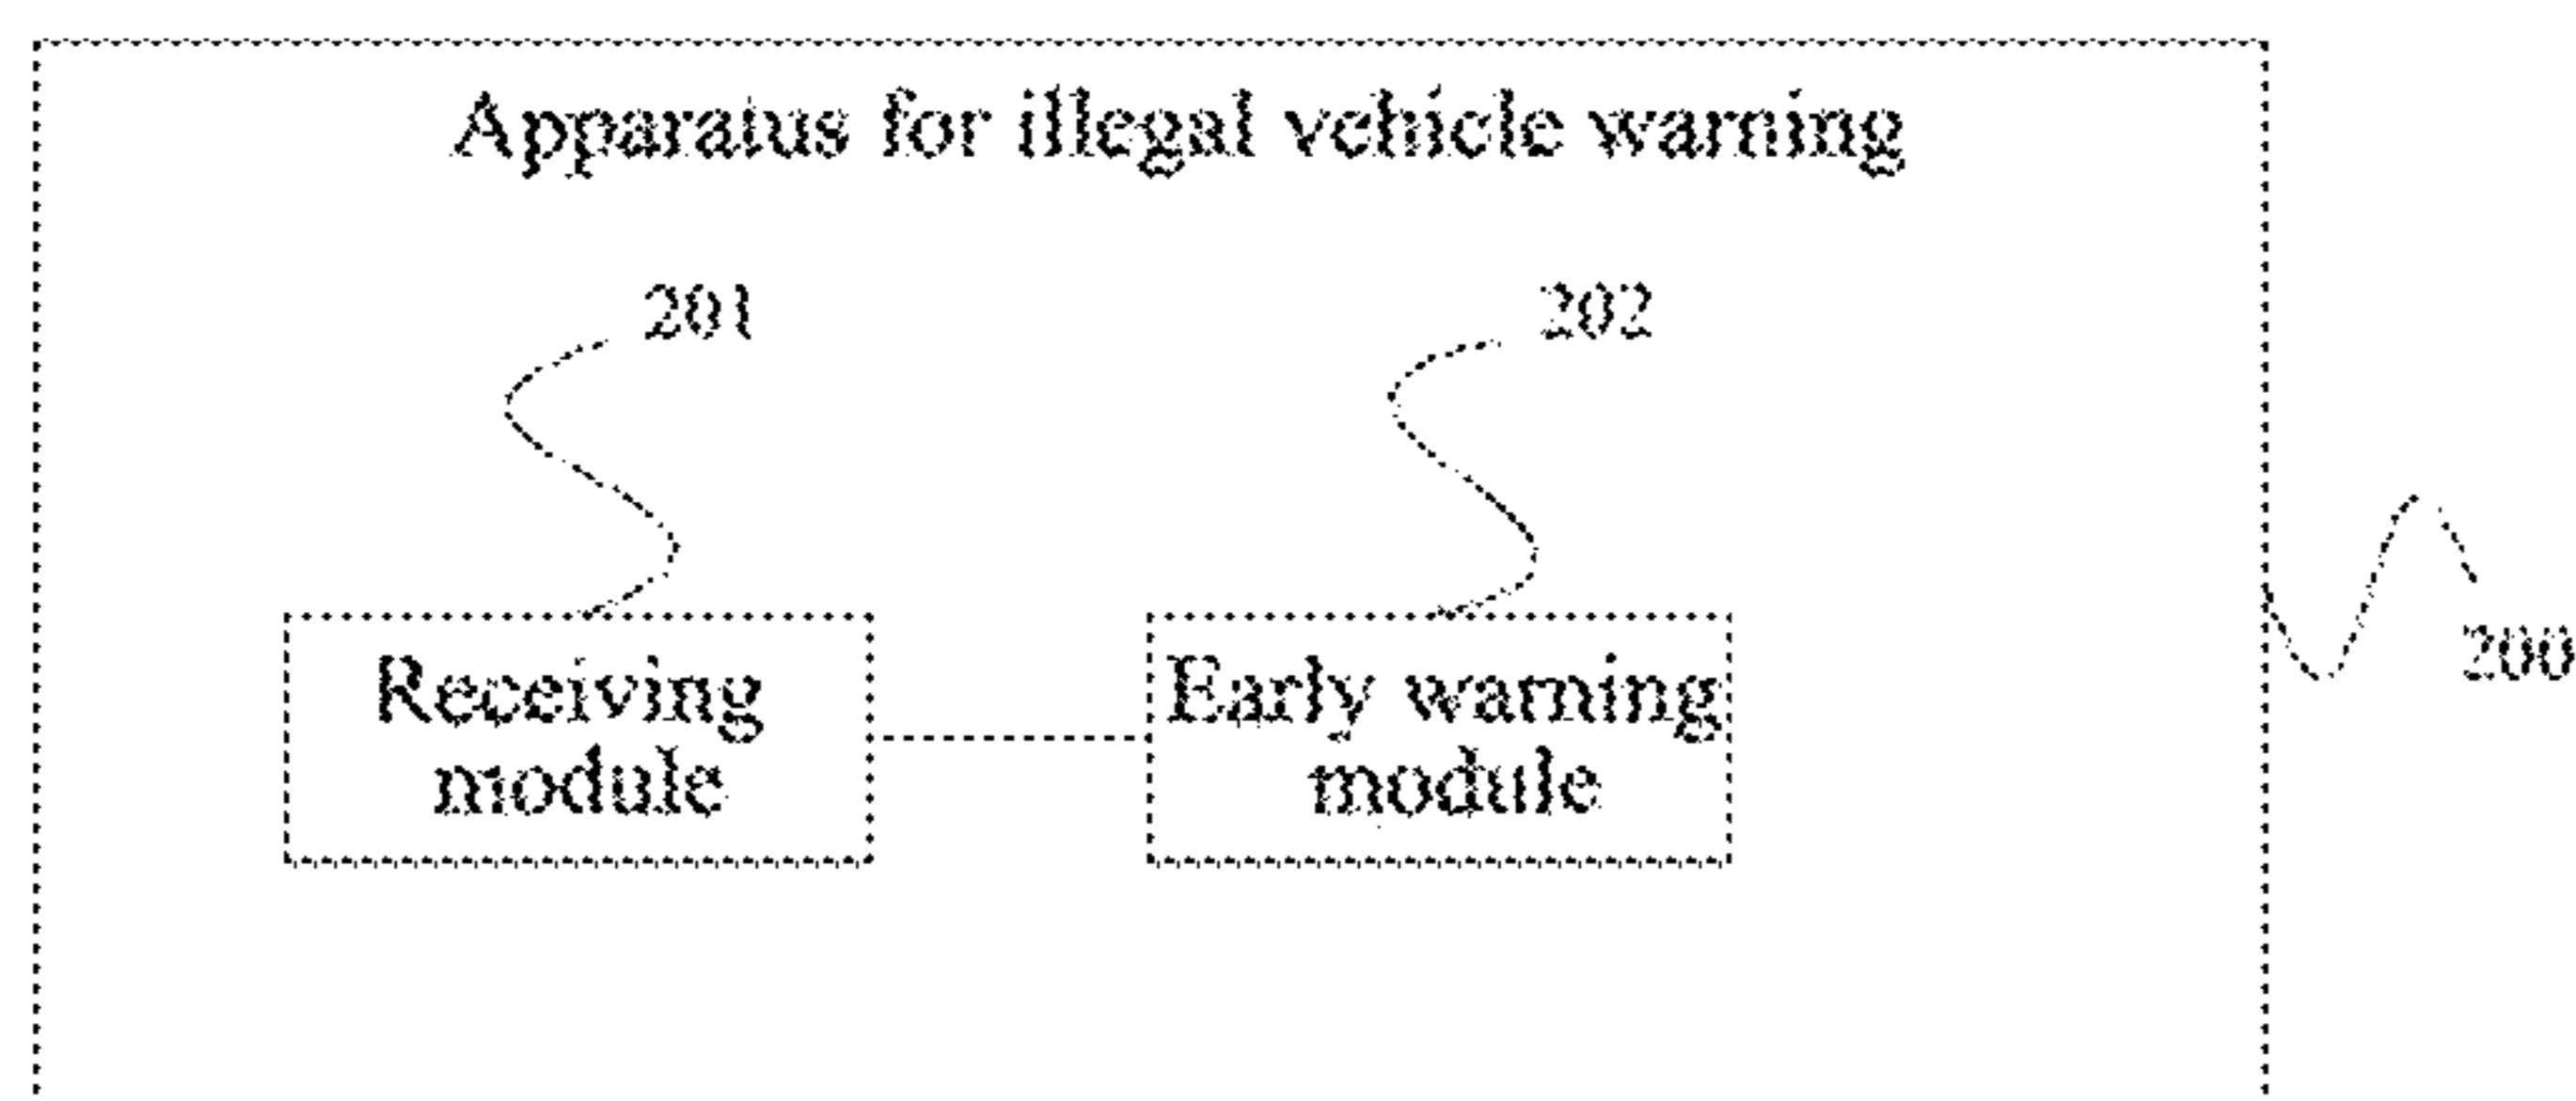 Apparatus for illegal vehicle warning
201
202
Receiving
module
Early warning
module
200